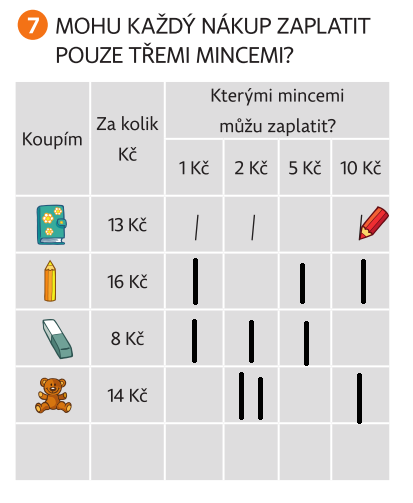 7 MOHU KAŽDÝ NÁKUP ZAPLATIT
POUZE TŘEMI MINCEMI?
Koupím
Za kolik
Kč
Kterými mincemi
můžu zaplatit?
1 Kč 2 Kč 5 Kč 10 Kč
13 Kč | | |
16 Kč | | |
8 Kč | | |
14 Kč || |